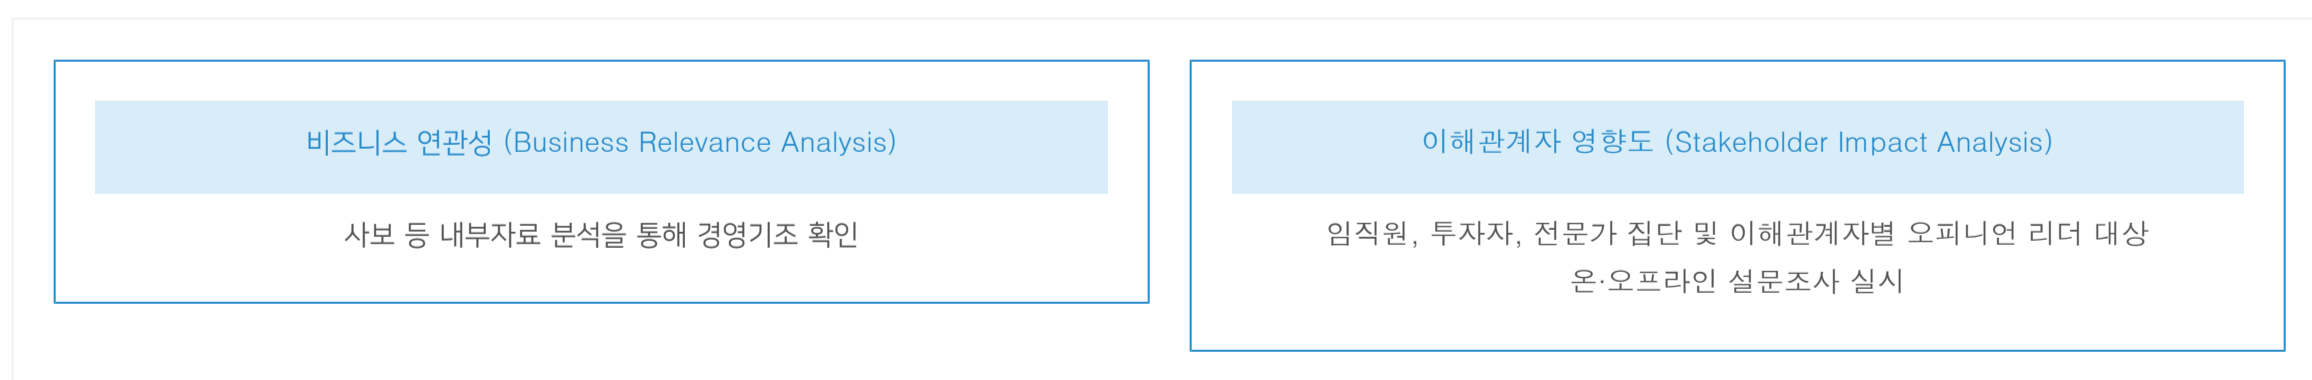 비즈니스 연관성 (Business Relevance Analysis)
사보 등 내부자료 분석을 통해 경영기조 확인
이해관계자 영향도 (Stakeholder Impact Analysis)
임직원, 투자자, 전문가 집단 및 이해관계자별 오피니언 리더 대상
온·오프라인 설문조사 실시